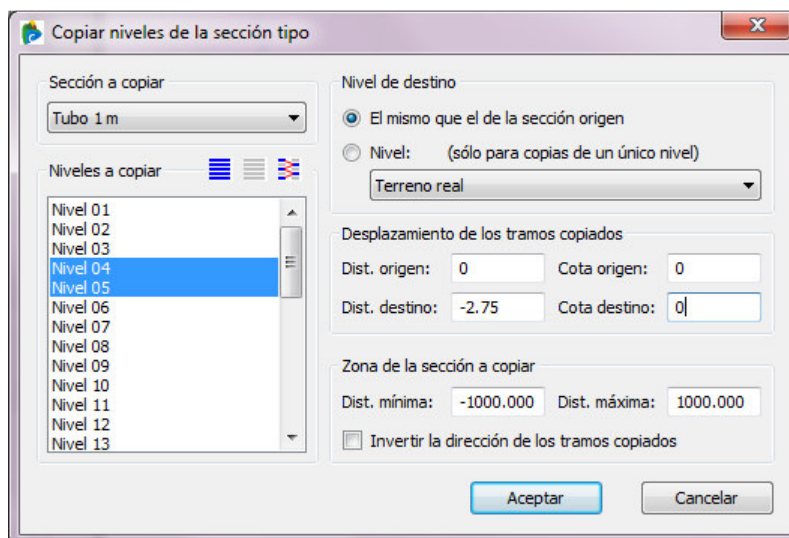 Copiar niveles de la sección tipo
Sección a copiar
Tubo 1 m
Niveles a copiar
Nivel 01
Nivel 02
Nivel 03
Nivel 04
Nivel 05
Nivel 06
Nivel 07
Nivel 08
Nivel 09
Nivel 10
Nivel 11
Nivel 12
Nivel 13
Nivel de destino
El mismo que el de la sección origen
Nivel: (sólo para copias de un único nivel)
Terreno real
Desplazamiento de los tramos copiados
Dist. origen: 0 Cota origen: 0
Dist. destino: -2.75 Cota destino: 0
Zona de la sección a copiar
Dist. mínima: -1000.000 Dist. máxima: 1000.000
Invertir la dirección de los tramos copiados
Aceptar Cancelar